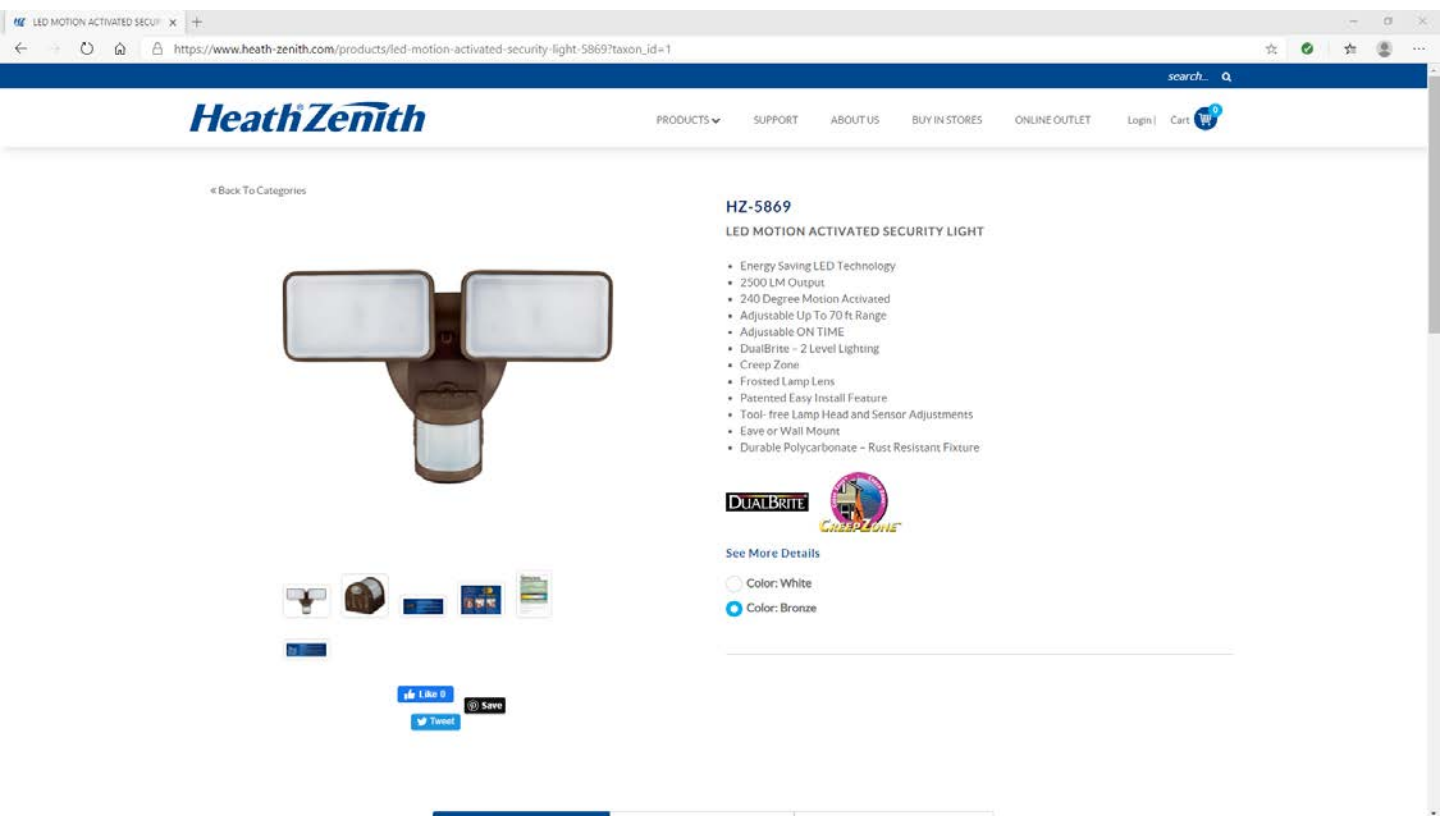 LED MOTION ACTIVATED SECUR
https://www.heath-zenith.com/products/led-motion-activated-security-light-5869?taxon_id=1
search...
Heath Zenith
PRODUCTS SUPPORT ABOUT US BUY IN STORES ONLINE OUTLET Login | Cart 0
« Back To Categories
HZ-5869
LED MOTION ACTIVATED SECURITY LIGHT
• Energy Saving LED Technology
• 2500 LM Output
• 240 Degree Motion Activated
• Adjustable Up To 70 ft Range
• Adjustable ON TIME
• DualBrite – 2 Level Lighting
• Creep Zone
• Frosted Lamp Lens
• Patented Easy Install Feature
• Tool- free Lamp Head and Sensor Adjustments
• Eave or Wall Mount
• Durable Polycarbonate – Rust Resistant Fixture
DUALBRITE
CREEPZONE
See More Details
Color: White
Color: Bronze
Like 0
Save
Tweet